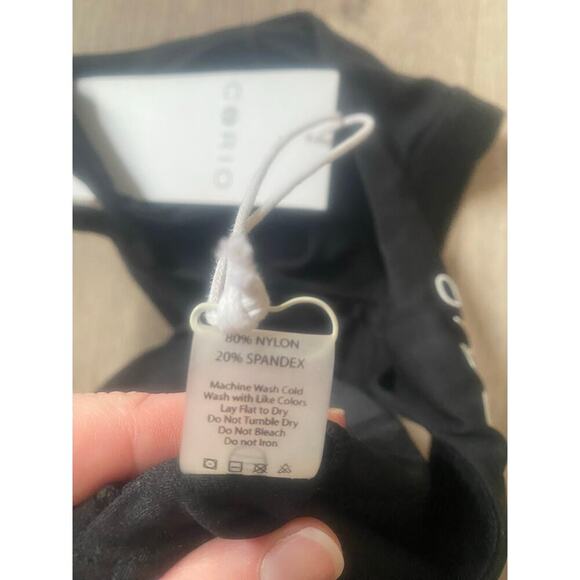 CORIO
80% NYLON
20% SPANDEX
Machine Wash Cold
Wash with Like Colors
Lay Flat to Dry
Do Not Tumble Dry
Do Not Bleach
Do not Iron